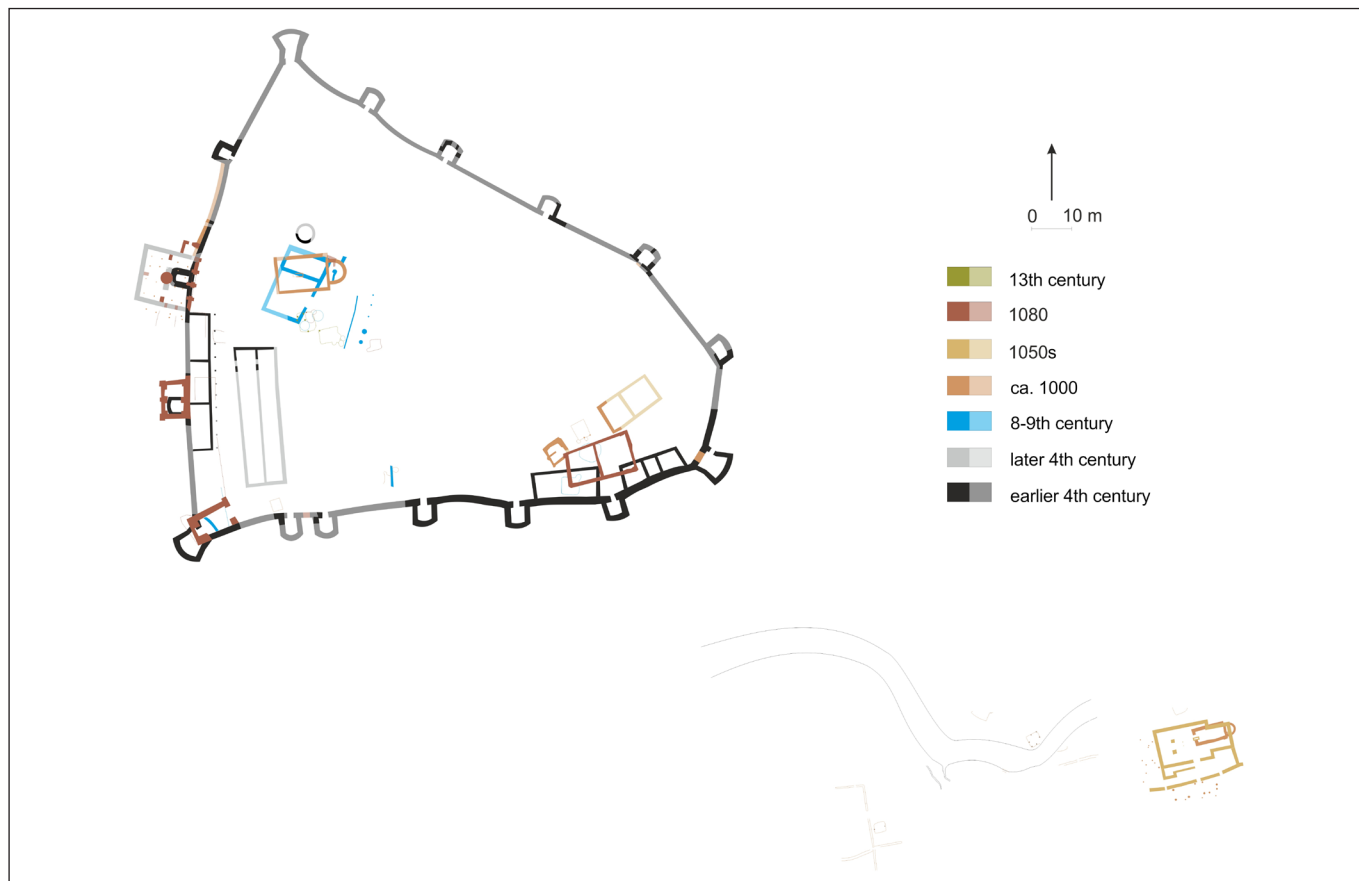 0 10 m
13th century
1080
1050s
ca. 1000
8-9th century
later 4th century
earlier 4th century